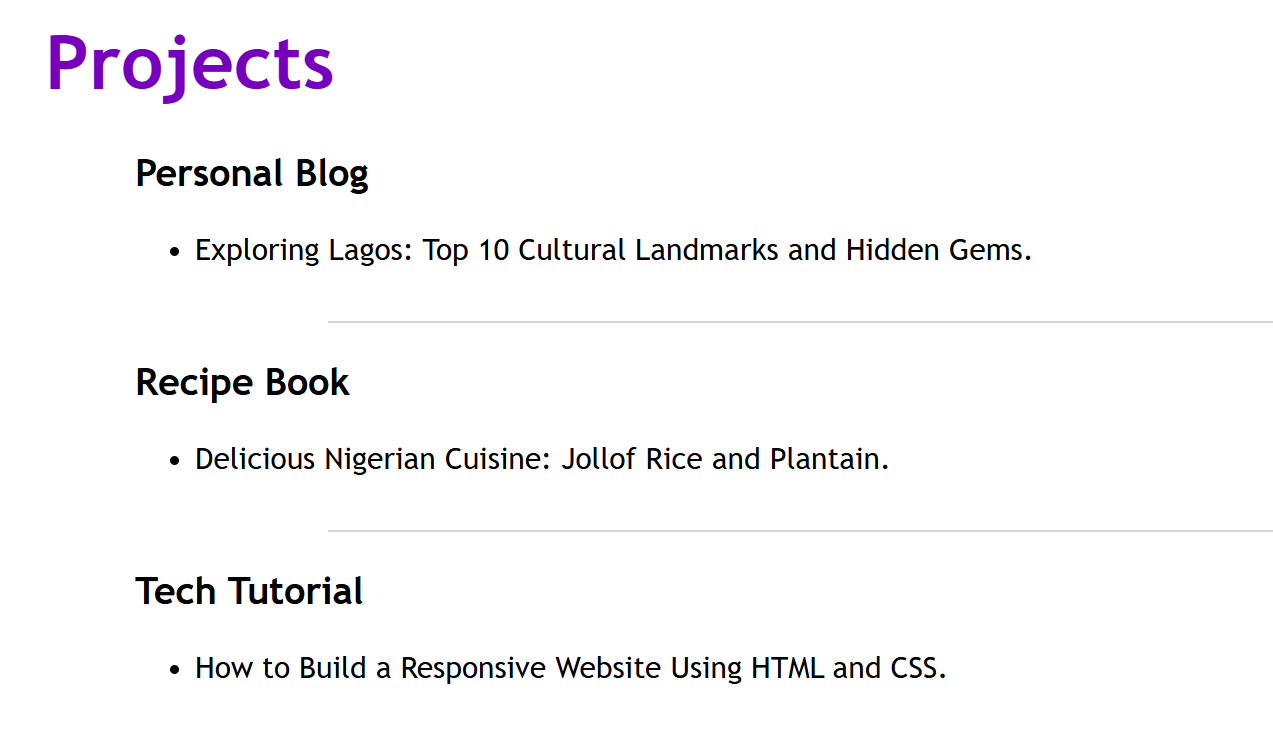 Projects
Personal Blog
• Exploring Lagos: Top 10 Cultural Landmarks and Hidden Gems.
Recipe Book
• Delicious Nigerian Cuisine: Jollof Rice and Plantain.
Tech Tutorial
• How to Build a Responsive Website Using HTML and CSS.